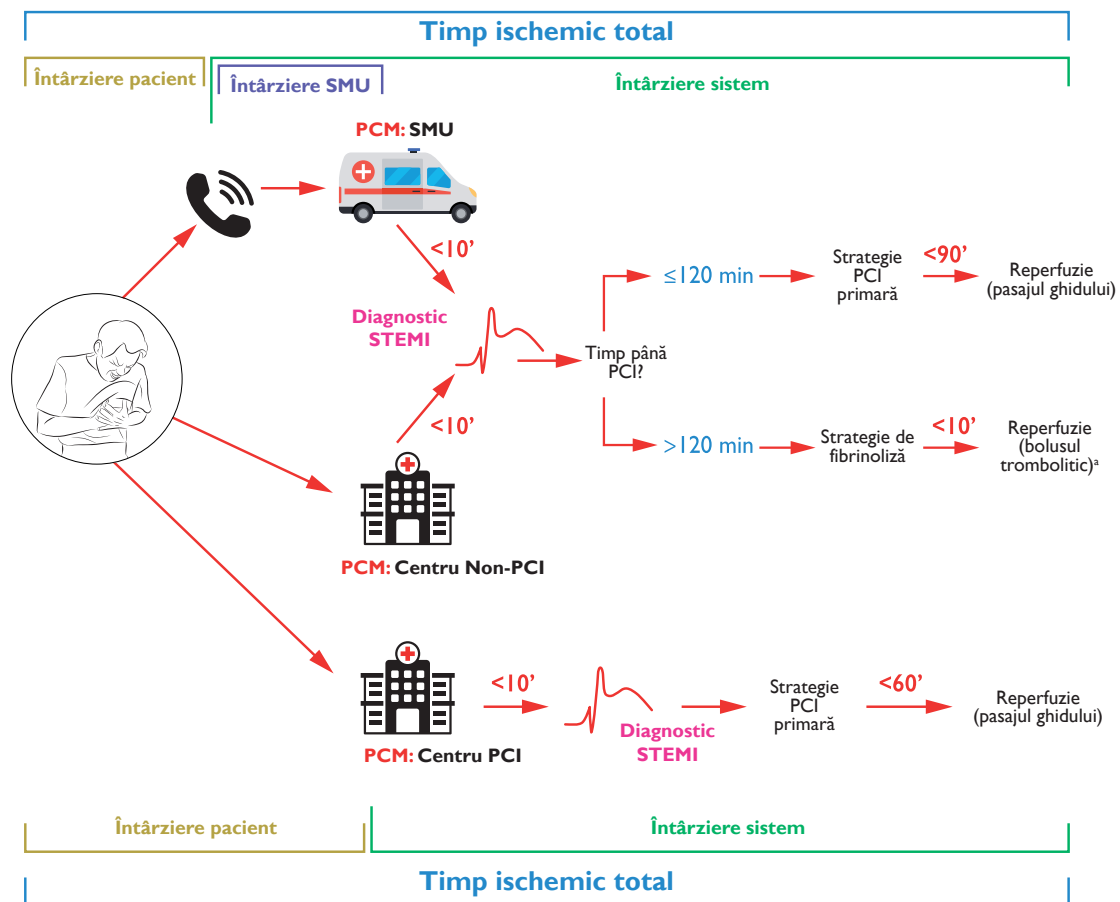 Timp ischemic total
Întârziere pacient
Întârziere SMU
Întârziere sistem
PCM: SMU
<10’
Diagnostic
STEMI
<10’
PCM: Centru Non-PCI
Timp până
PCI?
≤120 min
Strategie
PCI
primară
<90’
Reperfuzie
(pasajul ghidului)
>120 min
Strategie de
fibrinoliză
<10’
Reperfuzie
(bolusul
trombolitic)ᵃ
PCM: Centru PCI
<10’
Diagnostic
STEMI
Strategie
PCI
primară
<60’
Reperfuzie
(pasajul ghidului)
Întârziere pacient
Întârziere sistem
Timp ischemic total